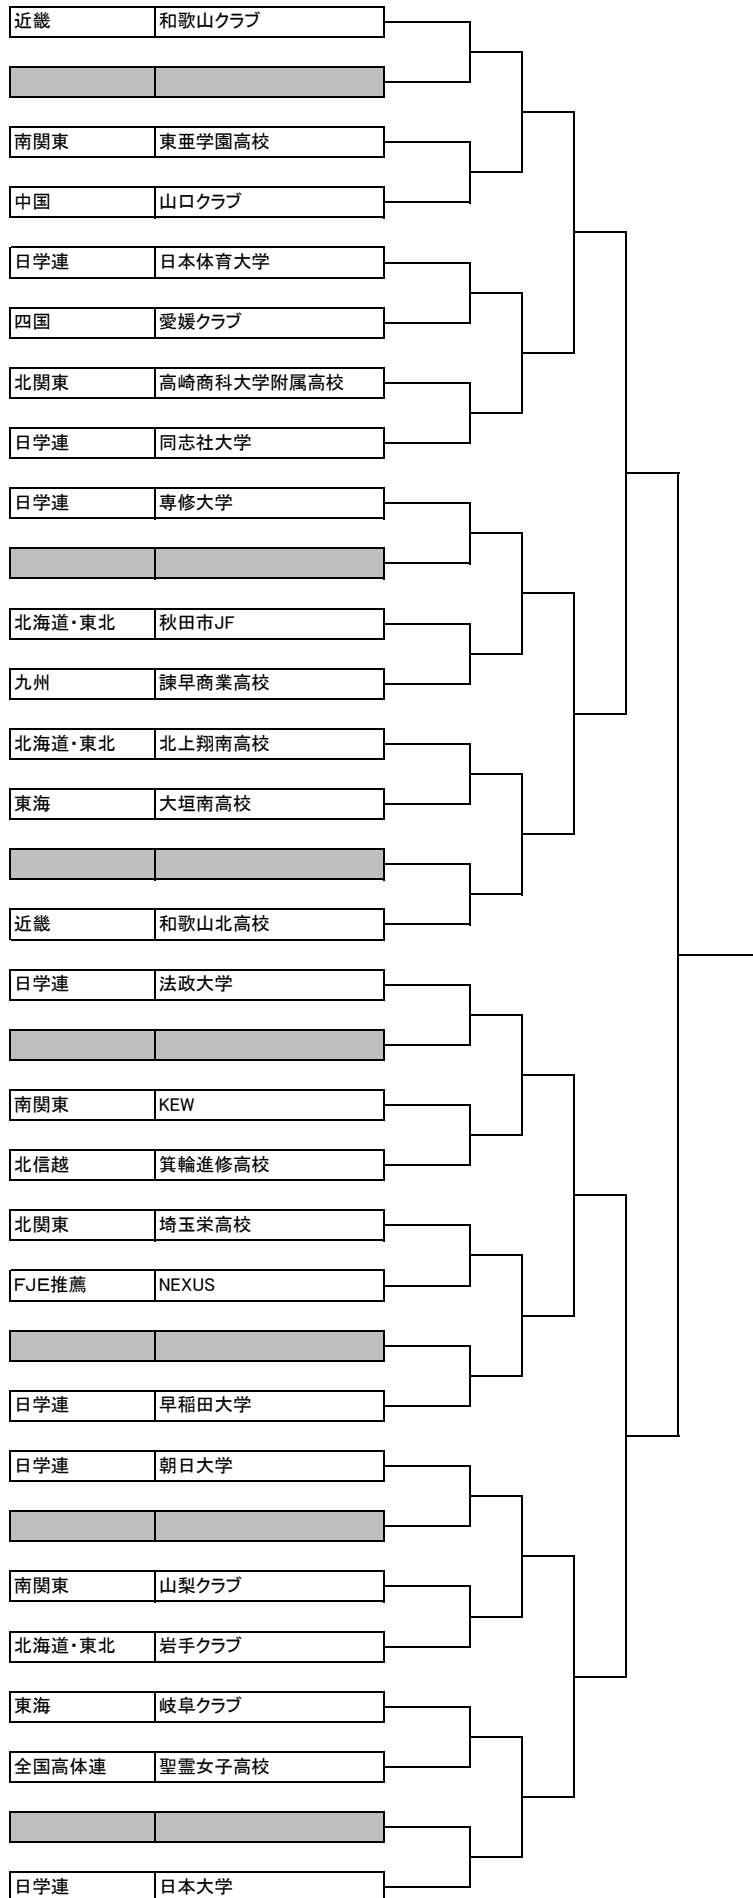 近畿 和歌山クラブ
南関東 東亜学園高校
中国 山口クラブ
日学連 日本体育大学
四国 愛媛クラブ
北関東 高崎商科大学附属高校
日学連 同志社大学
日学連 専修大学
北海道・東北 秋田市JF
九州 諫早商業高校
北海道・東北 北上翔南高校
東海 大垣南高校
近畿 和歌山北高校
日学連 法政大学
南関東 KEW
北信越 箕輪進修高校
北関東 埼玉栄高校
FJE推薦 NEXUS
日学連 早稲田大学
日学連 朝日大学
南関東 山梨クラブ
北海道・東北 岩手クラブ
東海 岐阜クラブ
全国高体連 聖霊女子高校
日学連 日本大学